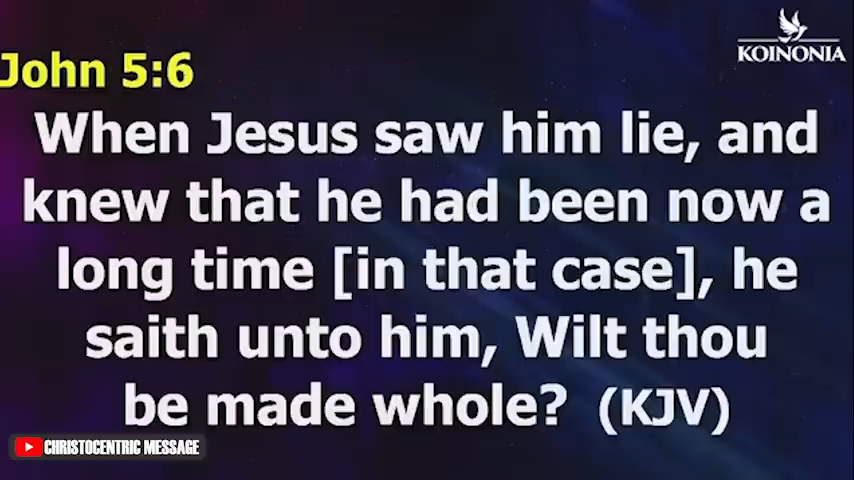 KOINONIA
John 5:6
When Jesus saw him lie, and
knew that he had been now a
long time [in that case], he
saith unto him, Wilt thou
be made whole? (KJV)
CHRISTOCENTRIC MESSAGE